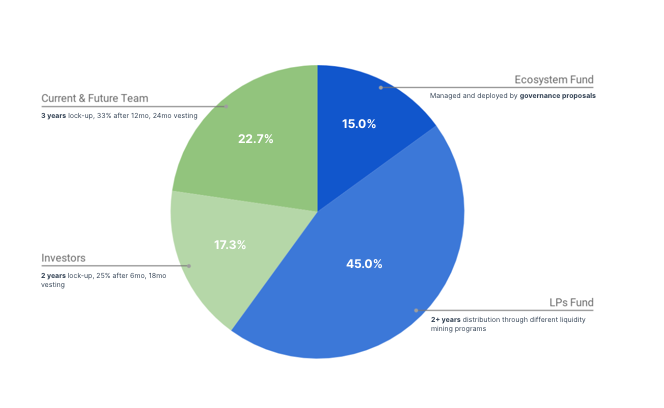 Ecosystem Fund
Managed and deployed by governance proposals
Current & Future Team
3 years lock-up, 33% after 12mo, 24mo vesting
15.0%
22.7%
17.3%
45.0%
Investors
2 years lock-up, 25% after 6mo, 18mo
vesting
LPs Fund
2+ years distribution through different liquidity
mining programs